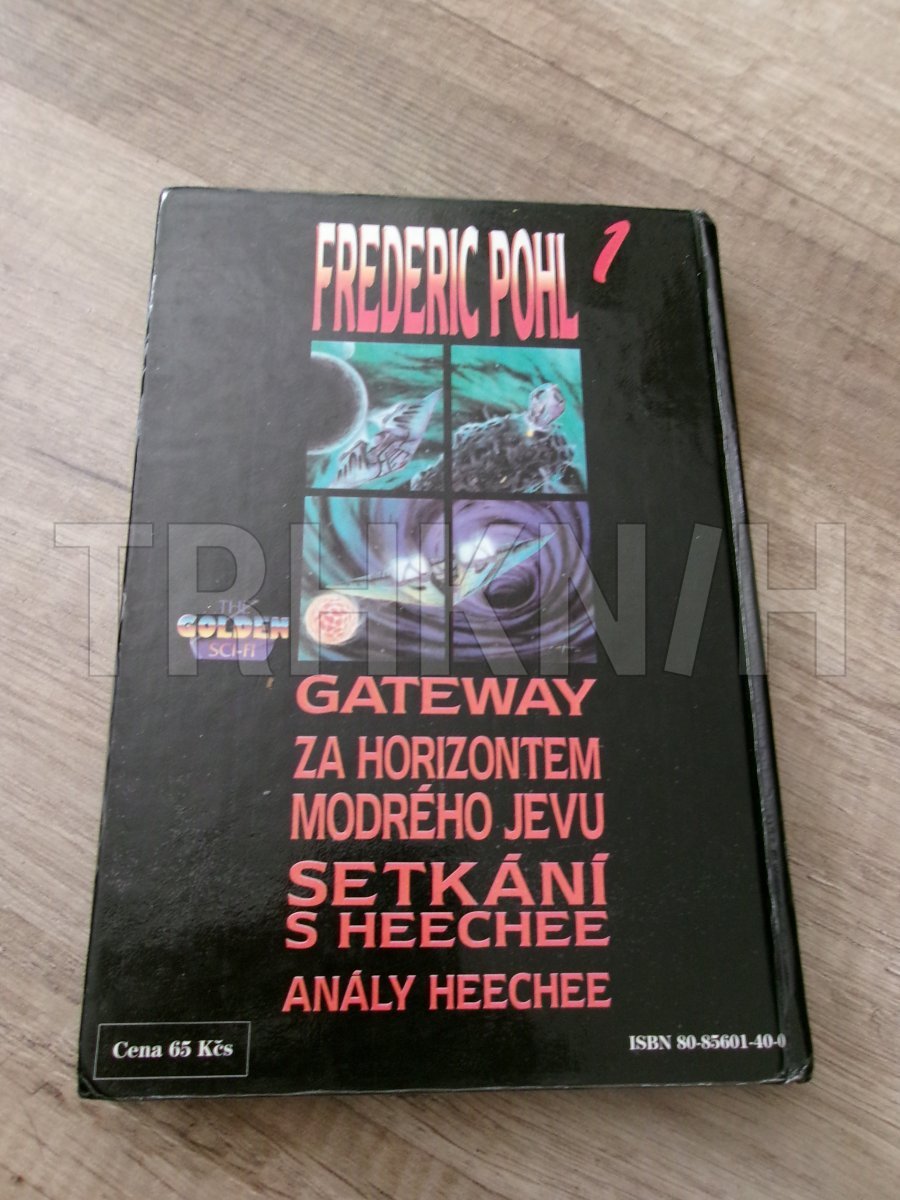 FREDERIC POHL 1
THE
GOLDEN
SCI-FI
TRHKNIH
GATEWAY
ZA HORIZONTEM
MODRÉHO JEVU
SETKÁNÍ
S HEECHEE
ANÁLY HEECHEE
Cena 65 Kčs
ISBN 80-85601-40-0